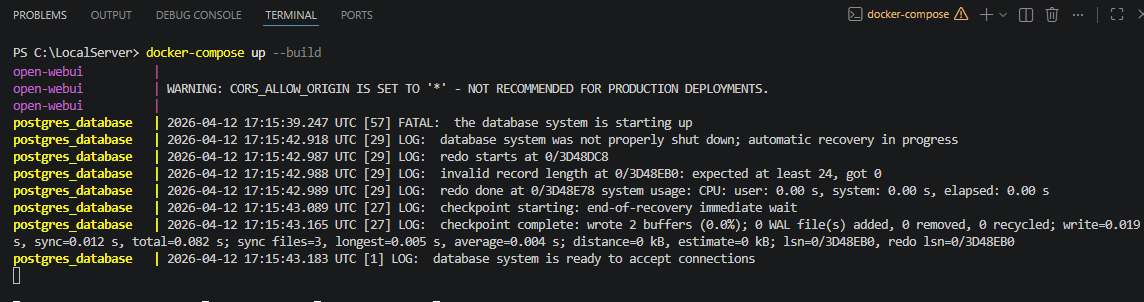 PROBLEMS OUTPUT DEBUG CONSOLE TERMINAL PORTS docker-compose
PS C:\LocalServer> docker-compose up --build
open-webui |
open-webui | WARNING: CORS_ALLOW_ORIGIN IS SET TO '*' - NOT RECOMMENDED FOR PRODUCTION DEPLOYMENTS.
open-webui |
postgres_database | 2026-04-12 17:15:39.247 UTC [57] FATAL:  the database system is starting up
postgres_database | 2026-04-12 17:15:42.918 UTC [29] LOG:  database system was not properly shut down; automatic recovery in progress
postgres_database | 2026-04-12 17:15:42.987 UTC [29] LOG:  redo starts at 0/3D48DC8
postgres_database | 2026-04-12 17:15:42.988 UTC [29] LOG:  invalid record length at 0/3D48EB0: expected at least 24, got 0
postgres_database | 2026-04-12 17:15:42.989 UTC [29] LOG:  redo done at 0/3D48E78 system usage: CPU: user: 0.00 s, system: 0.00 s, elapsed: 0.00 s
postgres_database | 2026-04-12 17:15:43.089 UTC [27] LOG:  checkpoint starting: end-of-recovery immediate wait
postgres_database | 2026-04-12 17:15:43.165 UTC [27] LOG:  checkpoint complete: wrote 2 buffers (0.0%); 0 WAL file(s) added, 0 removed, 0 recycled; write=0.019
s, sync=0.012 s, total=0.082 s; sync files=3, longest=0.005 s, average=0.004 s; distance=0 kB, estimate=0 kB; lsn=0/3D48EB0, redo lsn=0/3D48EB0
postgres_database | 2026-04-12 17:15:43.183 UTC [1] LOG:  database system is ready to accept connections